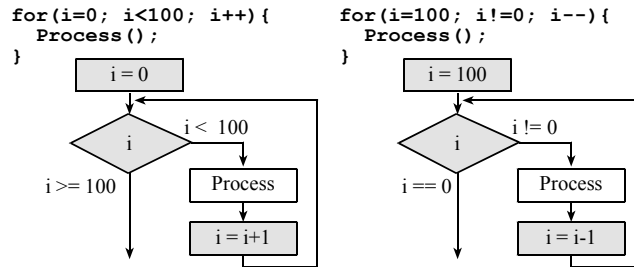 for(i=0; i<100; i++){
Process();
}
i = 0
i
i < 100
i >= 100
Process
i = i+1
for(i=100; i!=0; i--){
Process();
}
i = 100
i
i != 0
i == 0
Process
i = i-1